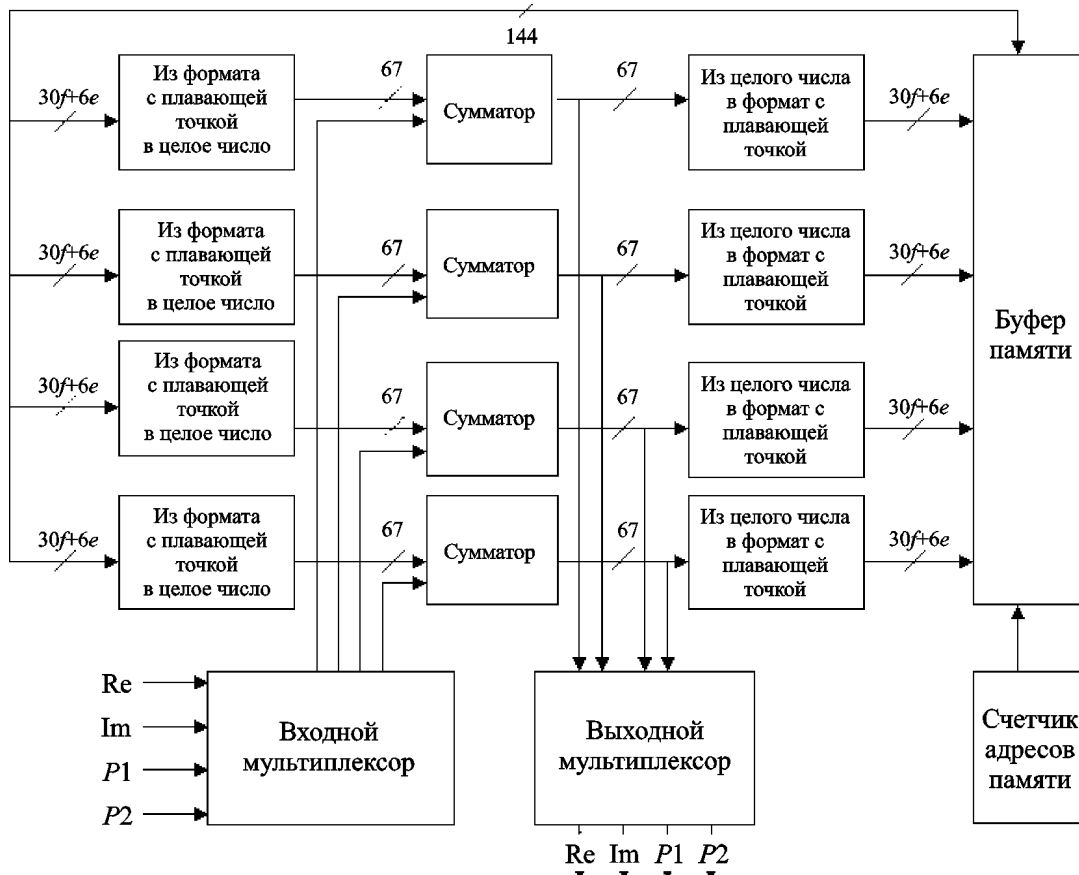 144
30f+6e
Из формата
с плавающей
точкой
в целое число
67
Сумматор
67
Из целого числа
в формат с
плавающей
точкой
30f+6e
30f+6e
Из формата
с плавающей
точкой
в целое число
67
Сумматор
67
Из целого числа
в формат с
плавающей
точкой
30f+6e
Буфер
памяти
30f+6e
Из формата
с плавающей
точкой
в целое число
67
Сумматор
67
Из целого числа
в формат с
плавающей
точкой
30f+6e
30f+6e
Из формата
с плавающей
точкой
в целое число
67
Сумматор
67
Из целого числа
в формат с
плавающей
точкой
30f+6e
Re
Im
P1
P2
Входной
мультиплексор
Выходной
мультиплексор
Счетчик
адресов
памяти
Re Im P1 P2